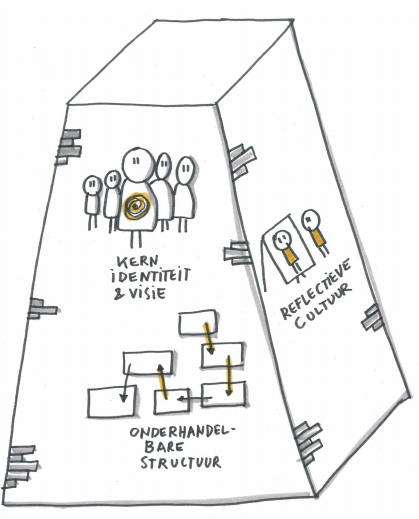 KERN
IDENTITEIT
& VISIE
REFLECTIEVE
CULTUUR
ONDERHANDEL-
BARE
STRUCTUUR